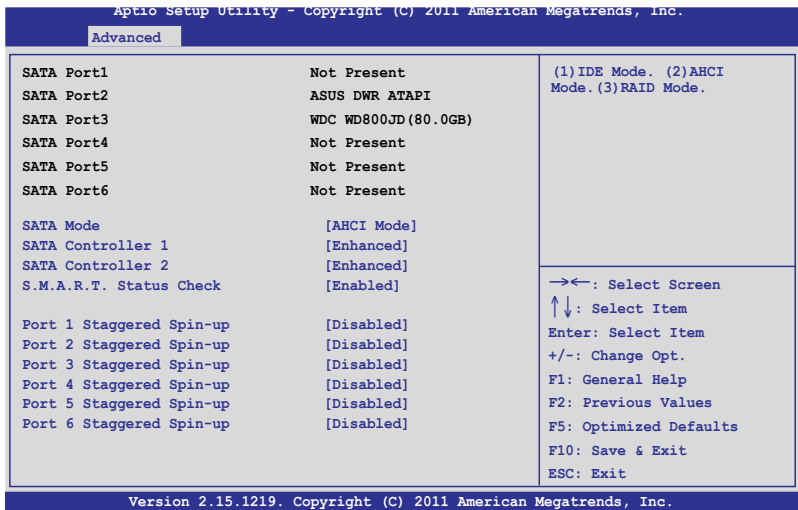 Aptio Setup Utility - Copyright (C) 2011 American Megatrends, Inc.
Advanced
SATA Port1 Not Present
SATA Port2 ASUS DWR ATAPI
SATA Port3 WDC WD800JD(80.0GB)
SATA Port4 Not Present
SATA Port5 Not Present
SATA Port6 Not Present
SATA Mode [AHCI Mode]
SATA Controller 1 [Enhanced]
SATA Controller 2 [Enhanced]
S.M.A.R.T. Status Check [Enabled]
Port 1 Staggered Spin-up [Disabled]
Port 2 Staggered Spin-up [Disabled]
Port 3 Staggered Spin-up [Disabled]
Port 4 Staggered Spin-up [Disabled]
Port 5 Staggered Spin-up [Disabled]
Port 6 Staggered Spin-up [Disabled]
(1)IDE Mode. (2)AHCI
Mode.(3)RAID Mode.
→←: Select Screen
↑↓: Select Item
Enter: Select Item
+/-: Change Opt.
F1: General Help
F2: Previous Values
F5: Optimized Defaults
F10: Save & Exit
ESC: Exit
Version 2.15.1219. Copyright (C) 2011 American Megatrends, Inc.